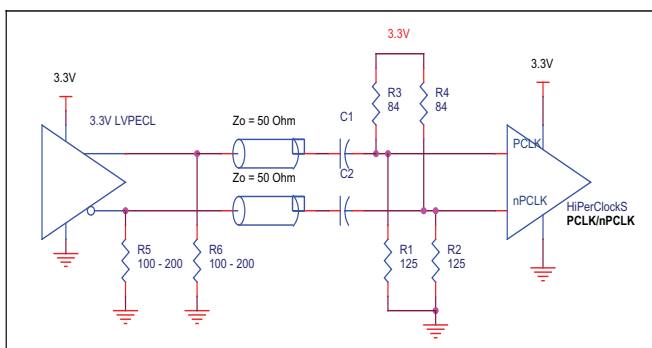 3.3V
3.3V
3.3V
3.3V LVPECL
R3
84
R4
84
Zo = 50 Ohm
C1
Zo = 50 Ohm
C2
PCLK
nPCLK
HiPerClockS
PCLK/nPCLK
R5
100 - 200
R6
100 - 200
R1
125
R2
125